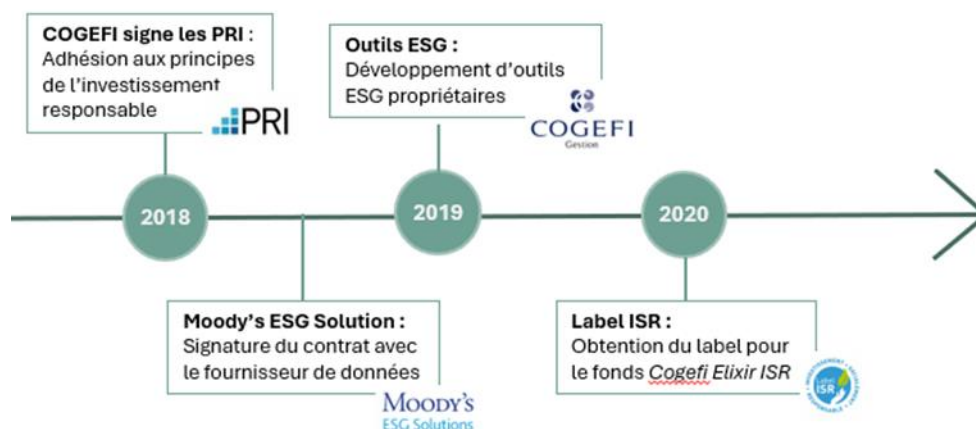 COGEFI signe les PRI :
Adhésion aux principes
de l'investissement
responsable
PRI
Outils ESG :
Développement d'outils
ESG propriétaires
COGEFI
Gestion
2018
2019
2020
Moody's ESG Solution :
Signature du contrat avec
le fournisseur de données
MOODY'S
ESG Solutions
Label ISR :
Obtention du label pour
le fonds Cogefi Elixir ISR
Label
ISR